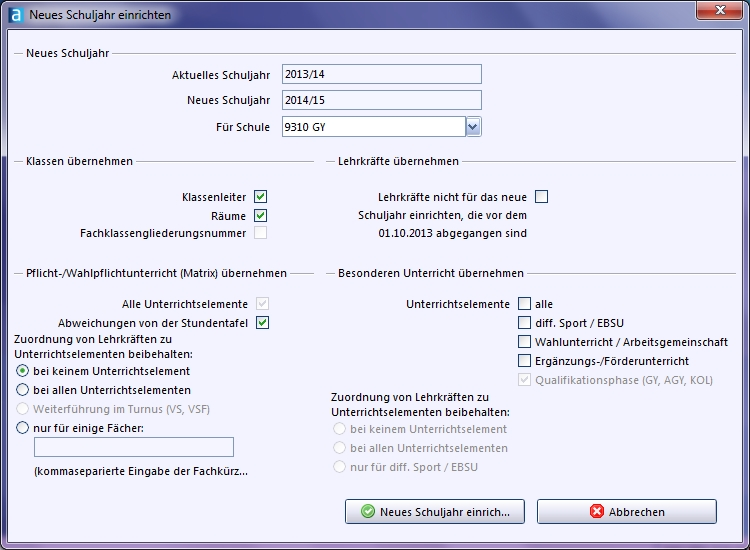 a Neues Schuljahr einrichten
Neues Schuljahr
Aktuelles Schuljahr 2013/14
Neues Schuljahr 2014/15
Für Schule 9310 GY
Klassen übernehmen
Klassenleiter
Räume
Fachklassengliederungsnummer
Lehrkräfte übernehmen
Lehrkräfte nicht für das neue
Schuljahr einrichten, die vor dem
01.10.2013 abgegangen sind
Pflicht-/Wahlpflichtunterricht (Matrix) übernehmen
Alle Unterrichtselemente
Abweichungen von der Stundentafel
Zuordnung von Lehrkräften zu
Unterrichtselementen beibehalten:
bei keinem Unterrichtselement
bei allen Unterrichtselementen
Weiterführung im Turnus (VS, VSF)
nur für einige Fächer:
(kommaseparierte Eingabe der Fachkürz...
Besonderen Unterricht übernehmen
Unterrichtselemente alle
diff. Sport / EBSU
Wahlunterricht / Arbeitsgemeinschaft
Ergänzungs-/Förderunterricht
Qualifikationsphase (GY, AGY, KOL)
Zuordnung von Lehrkräften zu
Unterrichtselementen beibehalten:
bei keinem Unterrichtselement
bei allen Unterrichtselementen
nur für diff. Sport / EBSU
Neues Schuljahr einrich...
Abbrechen